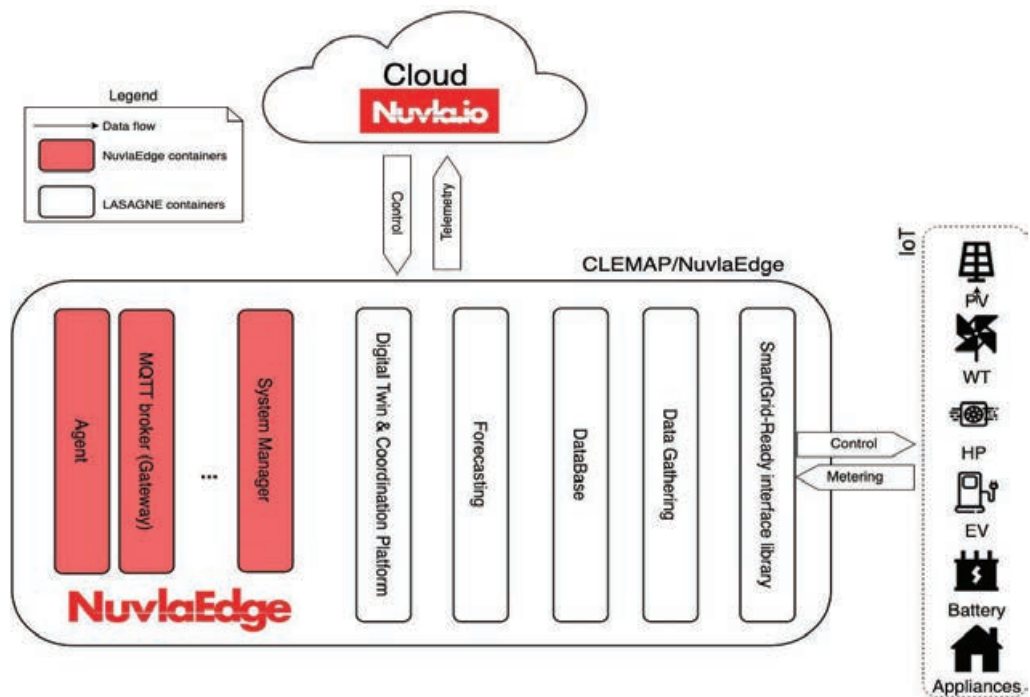 Cloud
Nuvla.io
Legend
Data flow
NuvlaEdge containers
LASAGNE containers
Control
Telemetry
CLEMAP/NuvlaEdge
IoT
Agent
MQTT broker (Gateway)
...
System Manager
Digital Twin & Coordination Platform
Forecasting
DataBase
Data Gathering
SmartGrid-Ready interface library
NuvlaEdge
Control
Metering
PV
WT
HP
EV
Battery
Appliances